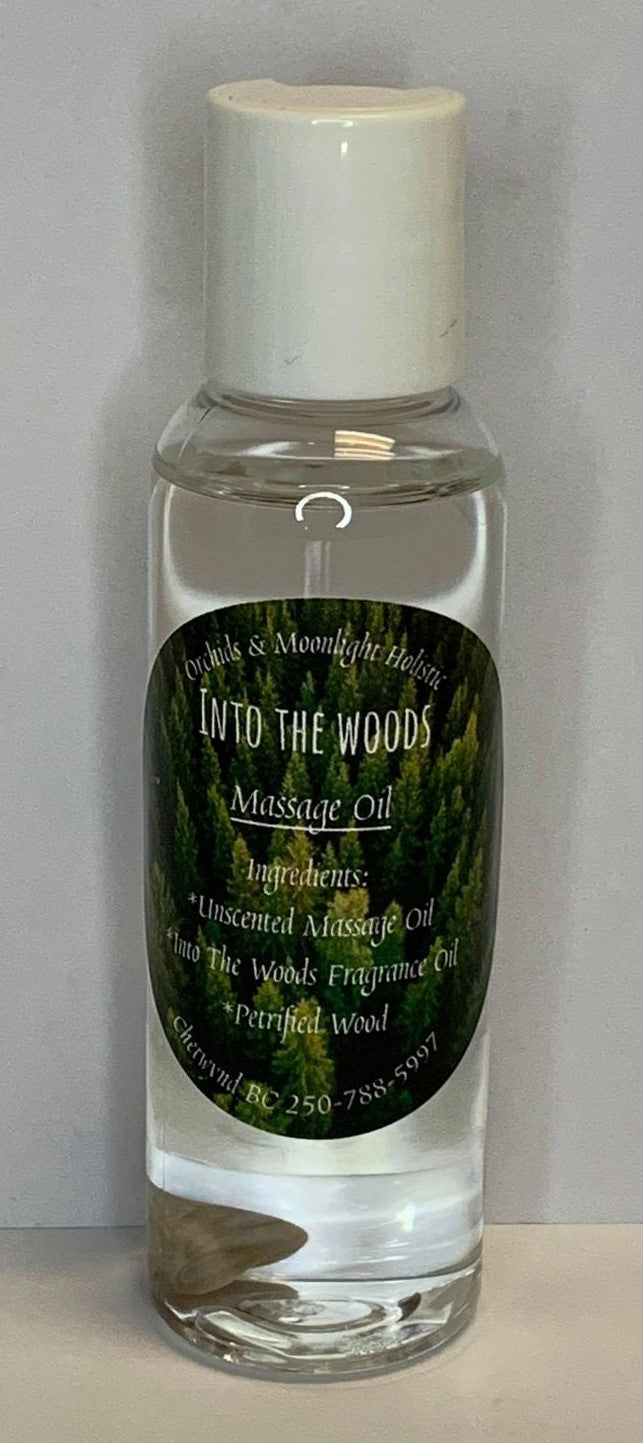 Orchids & Moonlight Holistic
INTO THE WOODS
Massage Oil
Ingredients:
*Unscented Massage Oil
*Into The Woods Fragrance Oil
*Petrified Wood
Chetwynd BC 250-788-5997